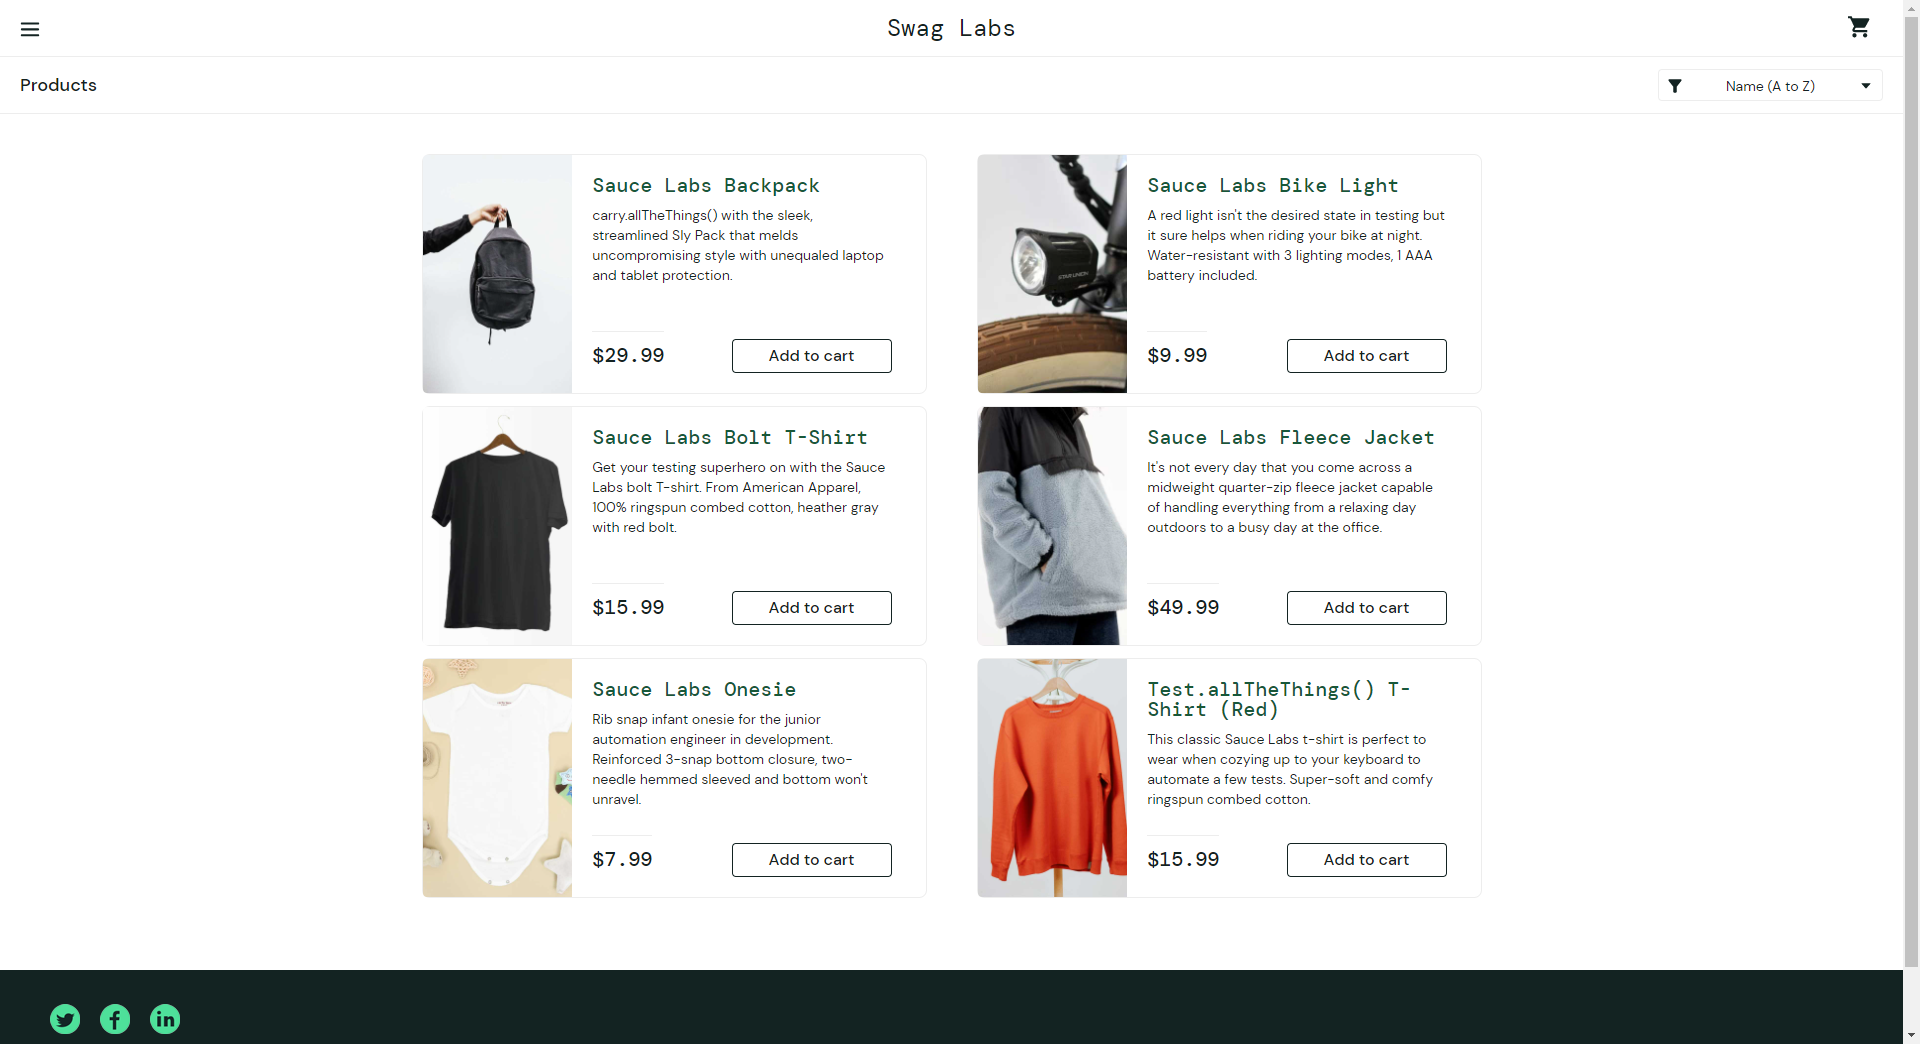 Swag Labs
Products
Name (A to Z)
Sauce Labs Backpack
carry.allTheThings() with the sleek,
streamlined Sly Pack that melds
uncompromising style with unequaled laptop
and tablet protection.
$29.99
Add to cart
Sauce Labs Bike Light
A red light isn't the desired state in testing but
it sure helps when riding your bike at night.
Water-resistant with 3 lighting modes, 1 AAA
battery included.
STAR UNION
$9.99
Add to cart
Sauce Labs Bolt T-Shirt
Get your testing superhero on with the Sauce
Labs bolt T-shirt. From American Apparel,
100% ringspun combed cotton, heather gray
with red bolt.
$15.99
Add to cart
Sauce Labs Fleece Jacket
It's not every day that you come across a
midweight quarter-zip fleece jacket capable
of handling everything from a relaxing day
outdoors to a busy day at the office.
$49.99
Add to cart
Sauce Labs Onesie
Rib snap infant onesie for the junior
automation engineer in development.
Reinforced 3-snap bottom closure, two-
needle hemmed sleeved and bottom won't
unravel.
$7.99
Add to cart
Test.allTheThings() T-
Shirt (Red)
This classic Sauce Labs t-shirt is perfect to
wear when cozying up to your keyboard to
automate a few tests. Super-soft and comfy
ringspun combed cotton.
$15.99
Add to cart